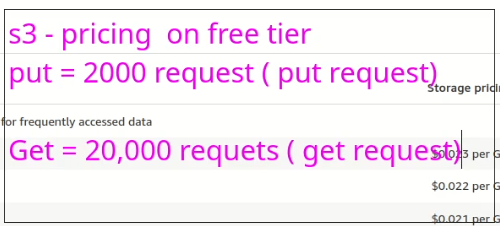 s3 - pricing on free tier
put = 2000 request ( put request)
Storage prici
for frequently accessed data
Get = 20,000 requets ( get request)
$0.023 per G
$0.022 per G
$0.021 per G